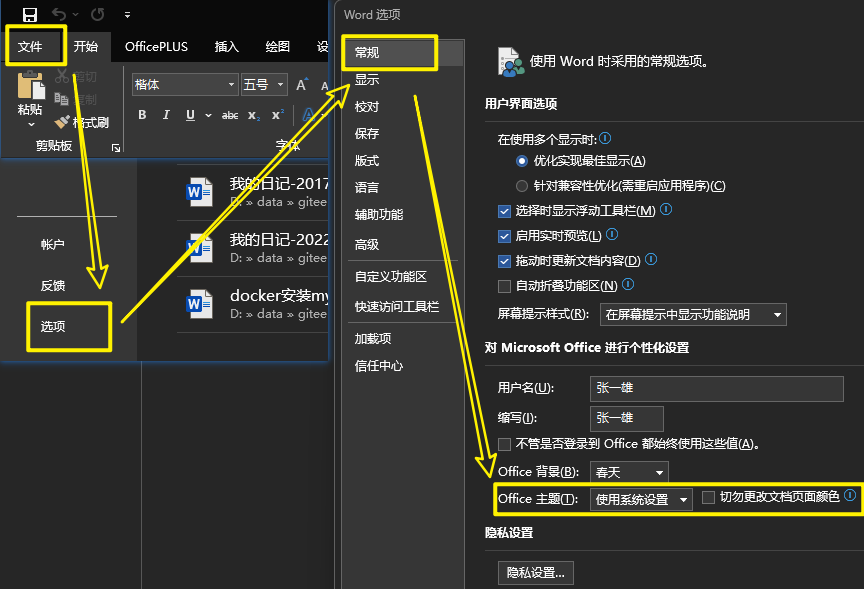 文件
开始
OfficePLUS
插入
绘图
设
粘贴
剪切
复制
格式刷
剪贴板
楷体
五号
A
A
B I U abc x₂ x²
A
字体
帐户
反馈
选项
我的日记-2017
D: » data » gitee
我的日记-2022
D: » data » gitee
docker安装my
D: » data » gitee
Word 选项
常规
显示
校对
保存
版式
语言
辅助功能
高级
自定义功能区
快速访问工具栏
加载项
信任中心
使用 Word 时采用的常规选项。
用户界面选项
在使用多个显示时:
优化实现最佳显示(A)
针对兼容性优化(需重启应用程序)(C)
选择时显示浮动工具栏(M)
启用实时预览(L)
拖动时更新文档内容(D)
自动折叠功能区(N)
屏幕提示样式(R): 在屏幕提示中显示功能说明
对 Microsoft Office 进行个性化设置
用户名(U): 张一雄
缩写(I): 张一雄
不管是否登录到 Office 都始终使用这些值(A)。
Office 背景(B): 春天
Office 主题(T): 使用系统设置 切勿更改文档页面颜色
隐私设置
隐私设置...